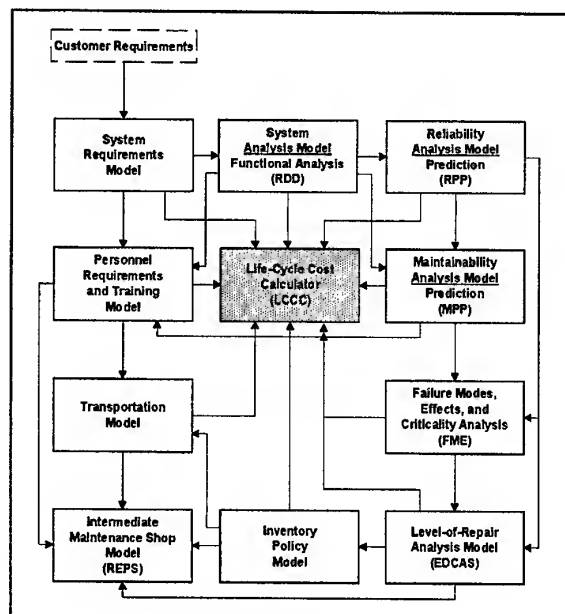 Customer Requirements
System
Requirements
Model
System
Analysis Model
Functional Analysis
(RDD)
Reliability
Analysis Model
Prediction
(RPP)
Personnel
Requirements
and Training
Model
Life-Cycle Cost
Calculator
(LCCC)
Maintainability
Analysis Model
Prediction
(MPP)
Transportation
Model
Failure Modes,
Effects, and
Criticality Analysis
(FME)
Intermediate
Maintenance Shop
Model
(REPS)
Inventory
Policy
Model
Level-of-Repair
Analysis Model
(EDCAS)